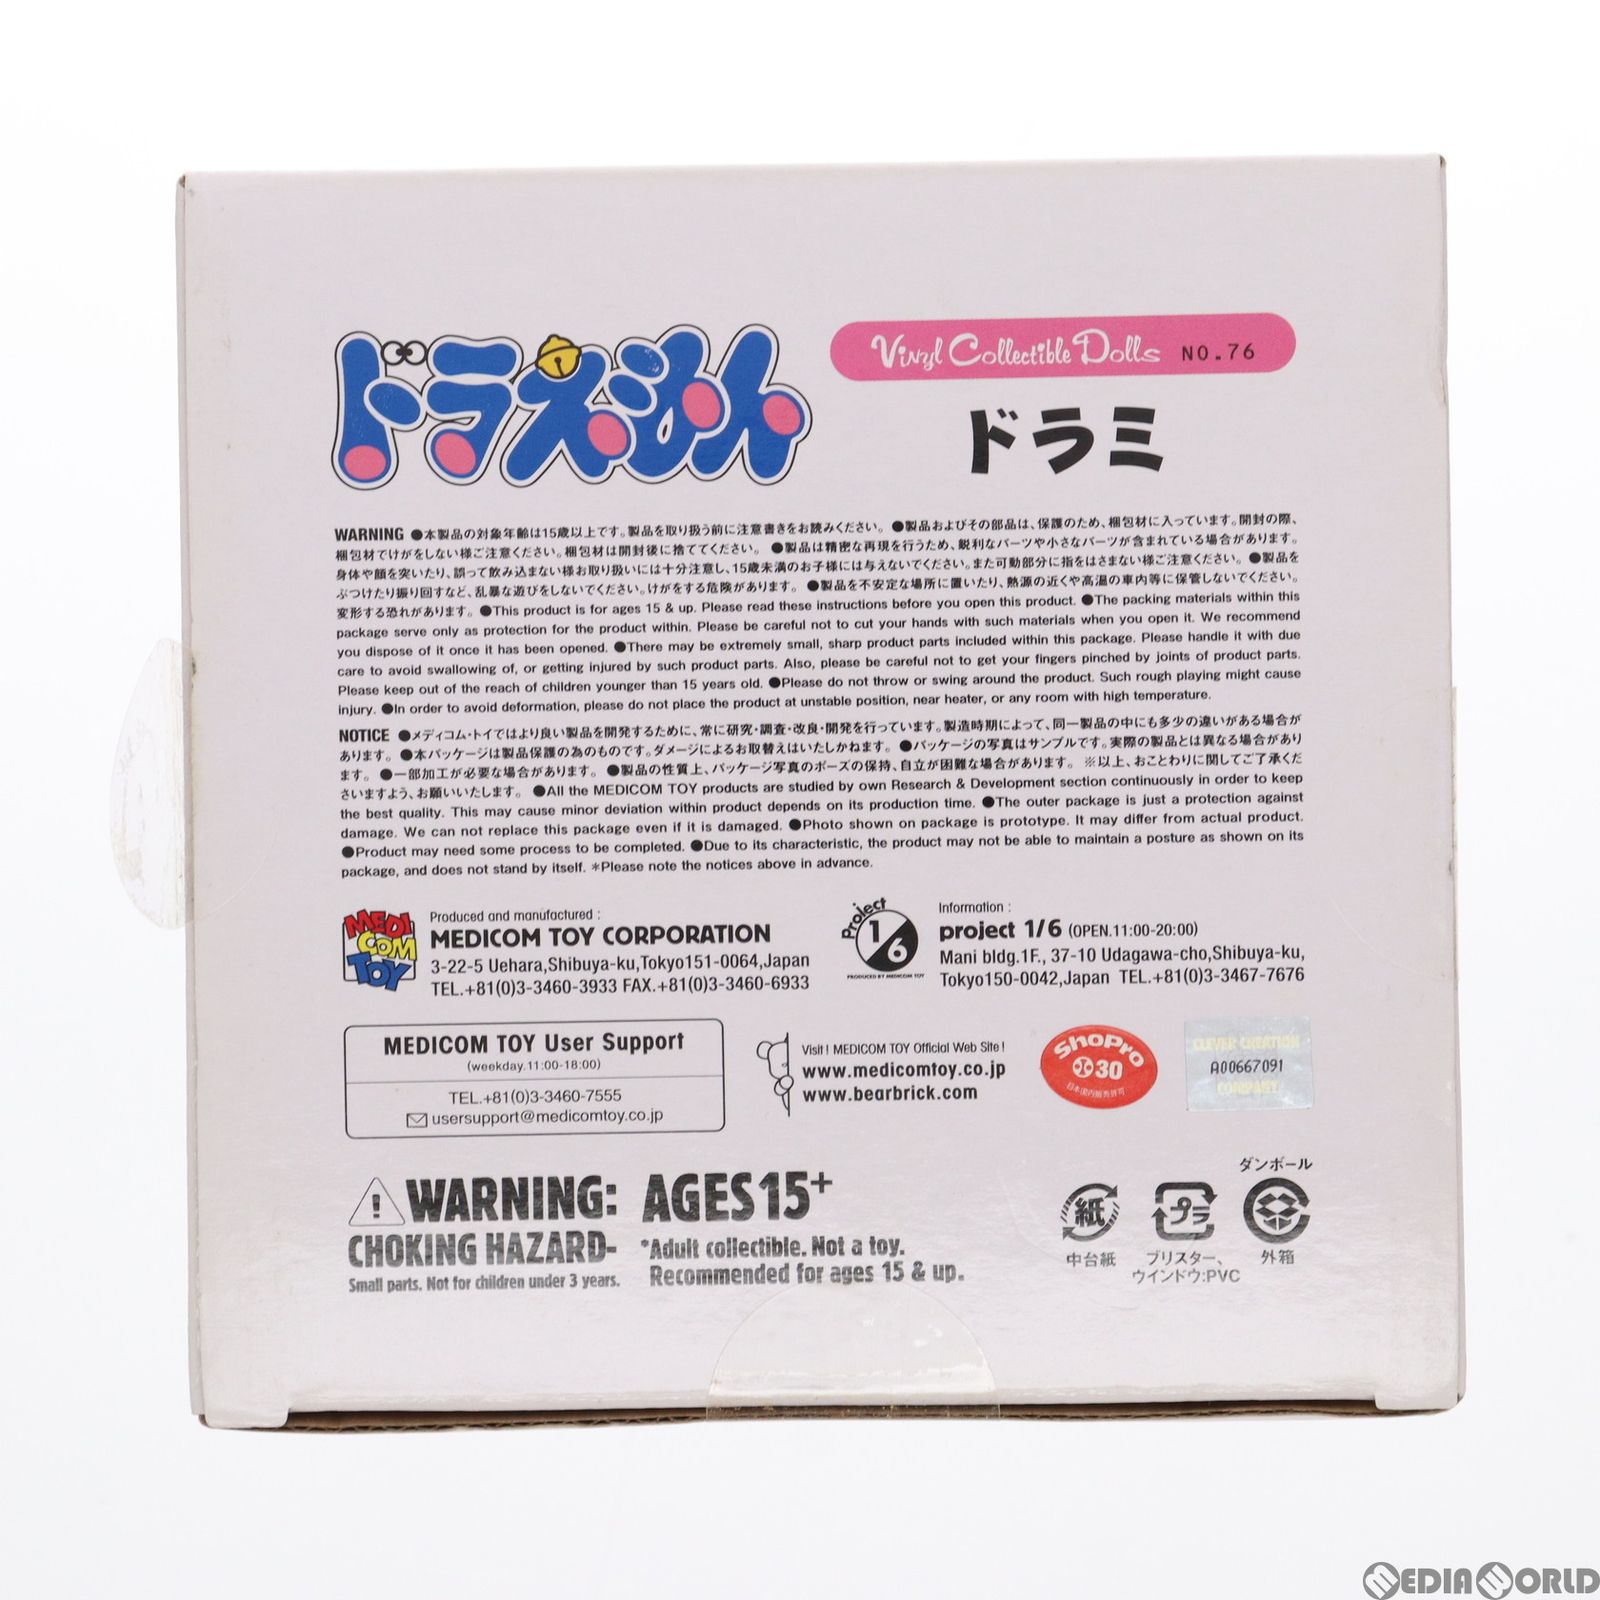 ドラえもん
Vinyl Collectible Dolls NO.76
ドラミ
WARNING ●本製品の対象年齢は15歳以上です。製品を取り扱う前に注意書きをお読みください。 ●製品およびその部品は、保護のため、梱包材に入っています。開封の際、
梱包材でけがをしない様ご注意ください。梱包材は開封後に捨ててください。 ●製品は精密な再現を行うため、鋭利なパーツや小さなパーツが含まれている場合があります。
身体や顔を突いたり、誤って飲み込まない様お取り扱いには十分注意し、15歳未満のお子様には与えないでください。また可動部分に指をはさまない様ご注意ください。 ●製品を
ぶつけたり振り回すなど、乱暴な遊びをしないでください。けがをする危険があります。 ●製品を不安定な場所に置いたり、熱源の近くや高温の車内等に保管しないでください。
変形する恐れがあります。 ●This product is for ages 15 & up. Please read these instructions before you open this product. ●The packing materials within this
package serve only as protection for the product within. Please be careful not to cut your hands with such materials when you open it. We recommend
you dispose of it once it has been opened. ●There may be extremely small, sharp product parts included within this package. Please handle it with due
care to avoid swallowing of, or getting injured by such product parts. Also, please be careful not to get your fingers pinched by joints of product parts.
Please keep out of the reach of children younger than 15 years old. ●Please do not throw or swing around the product. Such rough playing might cause
injury. ●In order to avoid deformation, please do not place the product at unstable position, near heater, or any room with high temperature.
NOTICE ●メディコム・トイではより良い製品を開発するために、常に研究・調査・改良・開発を行っています。製造時期によって、同一製品の中にも多少の違いがある場合が
あります。 ●本パッケージは製品保護の為のものです。ダメージによるお取替えはいたしかねます。 ●パッケージの写真はサンプルです。実際の製品とは異なる場合があり
ます。 ●一部加工が必要な場合があります。 ●製品の性質上、パッケージ写真のポーズの保持、自立が困難な場合があります。 ※以上、おことわりに関してご了承くだ
さいますよう、お願いいたします。 ●All the MEDICOM TOY products are studied by own Research & Development section continuously in order to keep
the best quality. This may cause minor deviation within product depends on its production time. ●The outer package is just a protection against
damage. We can not replace this package even if it is damaged. ●Photo shown on package is prototype. It may differ from actual product.
●Product may need some process to be completed. ●Due to its characteristic, the product may not be able to maintain a posture as shown on its
package, and does not stand by itself. ＊Please note the notices above in advance.
MEDI
COM
TOY
Produced and manufactured :
MEDICOM TOY CORPORATION
3-22-5 Uehara,Shibuya-ku,Tokyo151-0064,Japan
TEL.+81(0)3-3460-3933 FAX.+81(0)3-3460-6933
Project
1/6
PRODUCED BY MEDICOM TOY
Information :
project 1/6 (OPEN.11:00-20:00)
Mani bldg.1F., 37-10 Udagawa-cho,Shibuya-ku,
Tokyo150-0042,Japan TEL.+81(0)3-3467-7676
MEDICOM TOY User Support
(weekday.11:00-18:00)
TEL.+81(0)3-3460-7555
usersupport@medicomtoy.co.jp
Visit ! MEDICOM TOY Official Web Site !
www.medicomtoy.co.jp
www.bearbrick.com
ShoPro
30
日本国内販売許可
CLEVER CREATION
A00667091
COMPANY
WARNING:
CHOKING HAZARD-
Small parts. Not for children under 3 years.
AGES 15+
*Adult collectible. Not a toy.
Recommended for ages 15 & up.
紙
中台紙
プラ
ブリスター、
ウインドウ:PVC
ダンボール
外箱
MEDIAWORLD